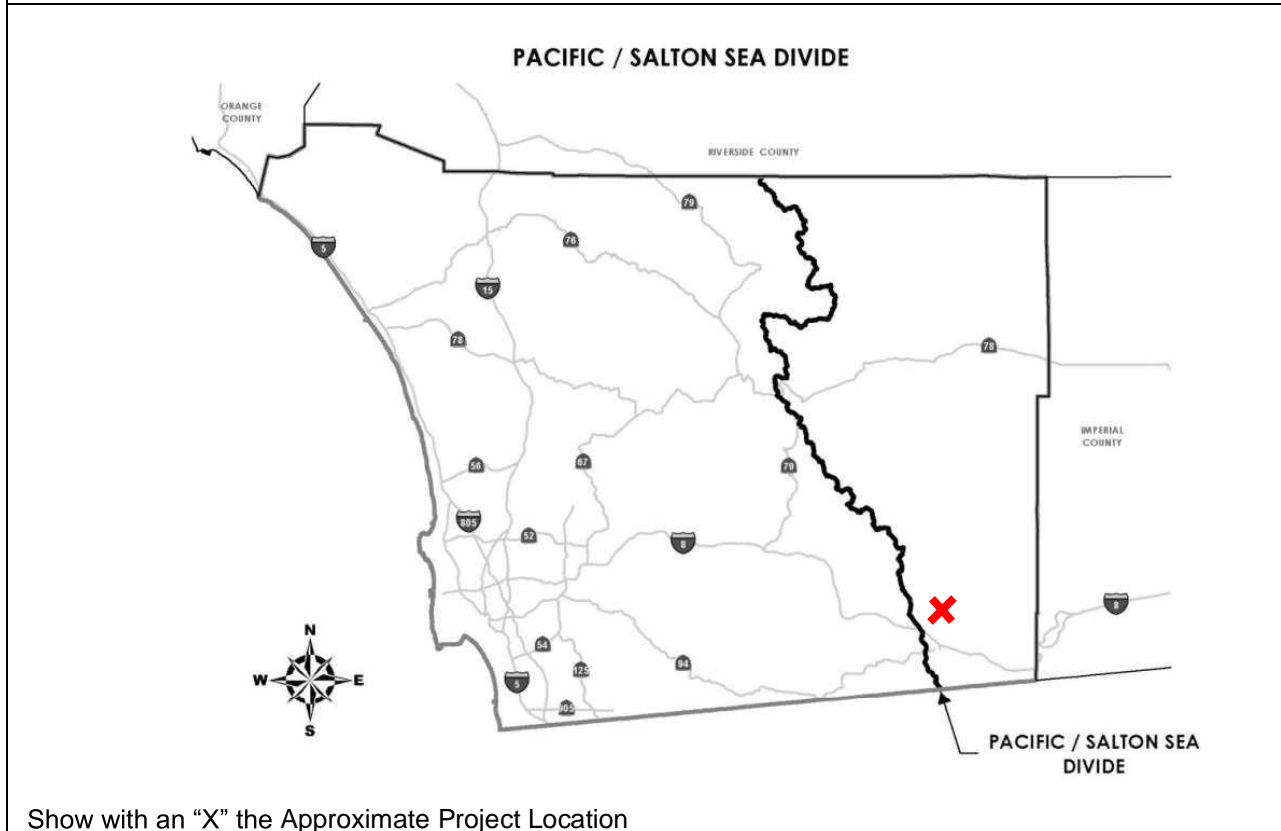 PACIFIC / SALTON SEA DIVIDE
ORANGE
COUNTY
RIVERSIDE COUNTY
79
76
5
15
78
78
IMPERIAL
COUNTY
56
67
79
805
52
8
8
54
125
94
5
905
N
W
E
S
PACIFIC / SALTON SEA
DIVIDE
Show with an “X” the Approximate Project Location